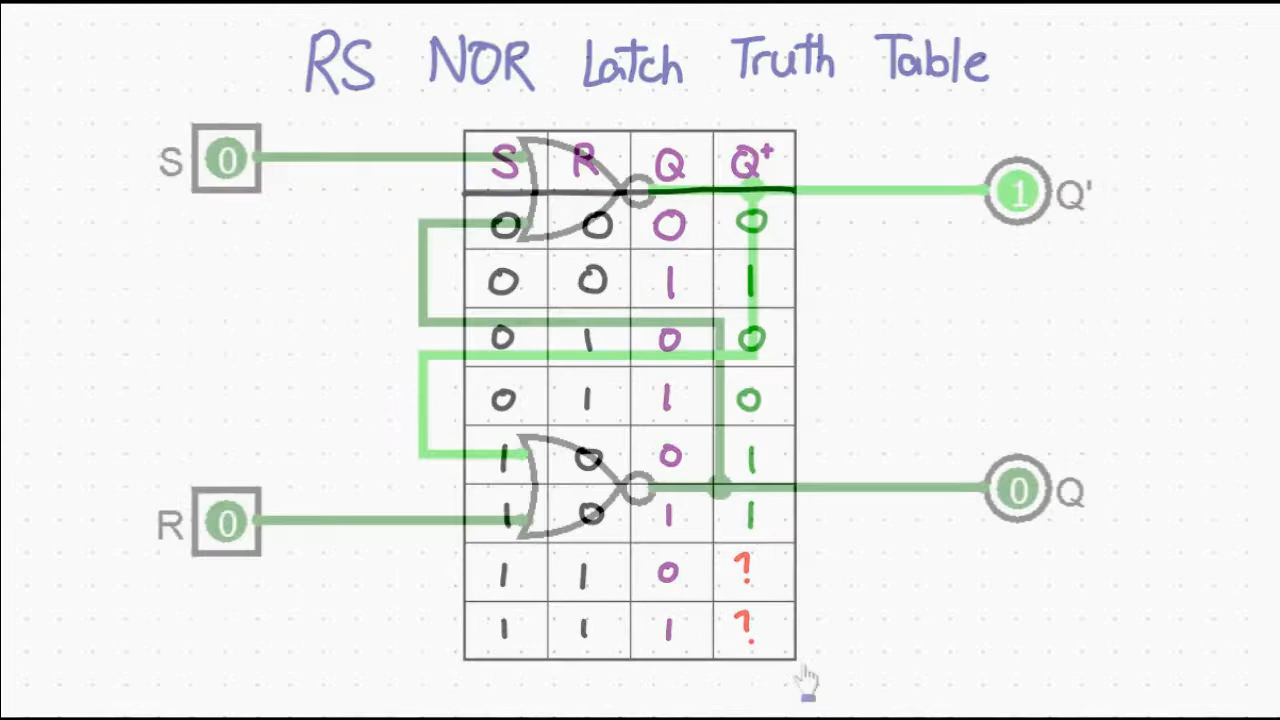 RS NOR Latch Truth Table
S 0
S R Q Q⁺
1 Q'
0 0 0 0
0 0 1 1
0 1 0 0
0 1 1 0
1 0 0 1
R 0
1 0 1 1
0 Q
1 1 0 ?
1 1 1 ?